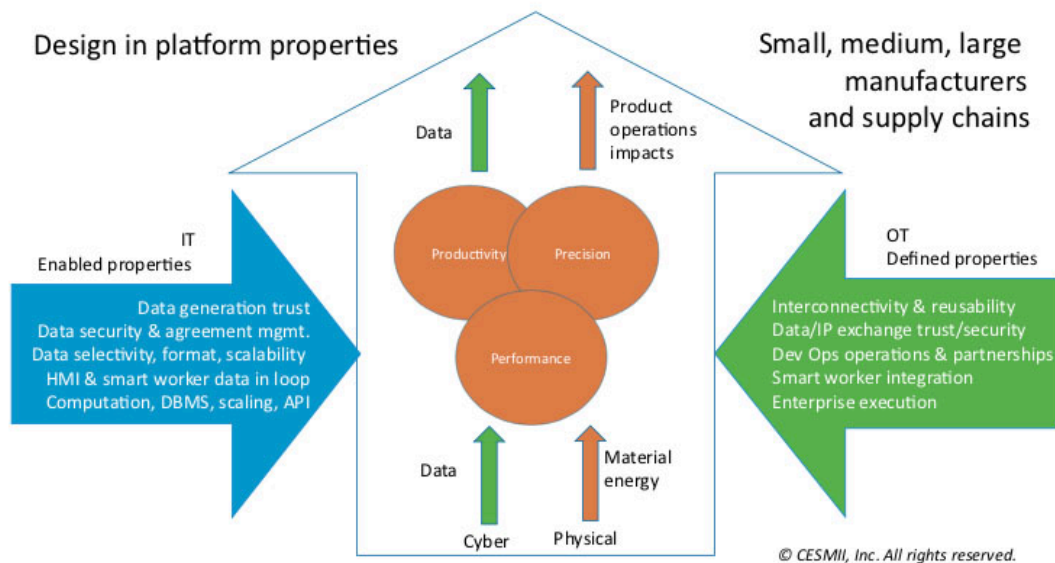 Design in platform properties
Small, medium, large
manufacturers
and supply chains
Data
Product
operations
impacts
IT
Enabled properties
Data generation trust
Data security & agreement mgmt.
Data selectivity, format, scalability
HMI & smart worker data in loop
Computation, DBMS, scaling, API
Productivity
Precision
Performance
OT
Defined properties
Interconnectivity & reusability
Data/IP exchange trust/security
Dev Ops operations & partnerships
Smart worker integration
Enterprise execution
Data
Material
energy
Cyber
Physical
© CESMII, Inc. All rights reserved.